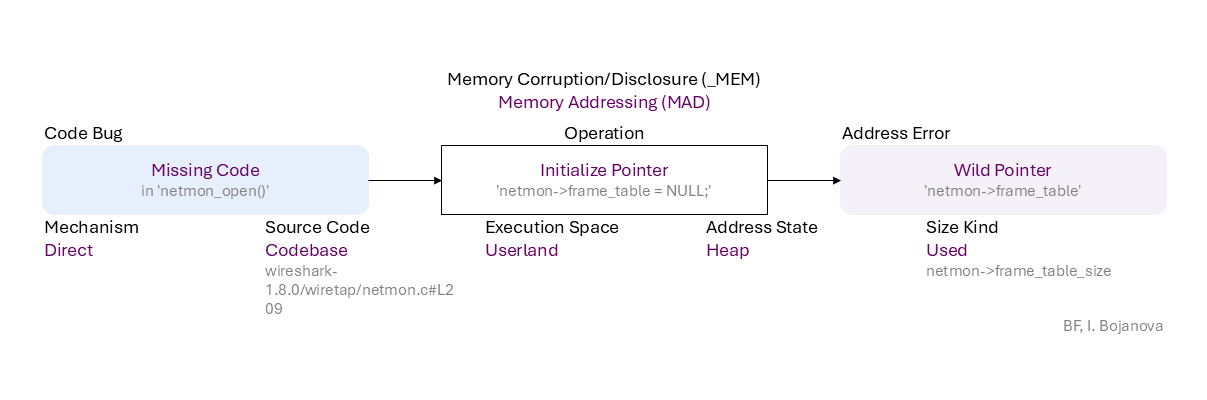 Memory Corruption/Disclosure (_MEM)
Memory Addressing (MAD)
Code Bug
Operation
Address Error
Missing Code
in 'netmon_open()'
Initialize Pointer
'netmon->frame_table = NULL;'
Wild Pointer
'netmon->frame_table'
Mechanism
Direct
Source Code
Codebase
wireshark-
1.8.0/wiretap/netmon.c#L2
09
Execution Space
Userland
Address State
Heap
Size Kind
Used
netmon->frame_table_size
BF, I. Bojanova